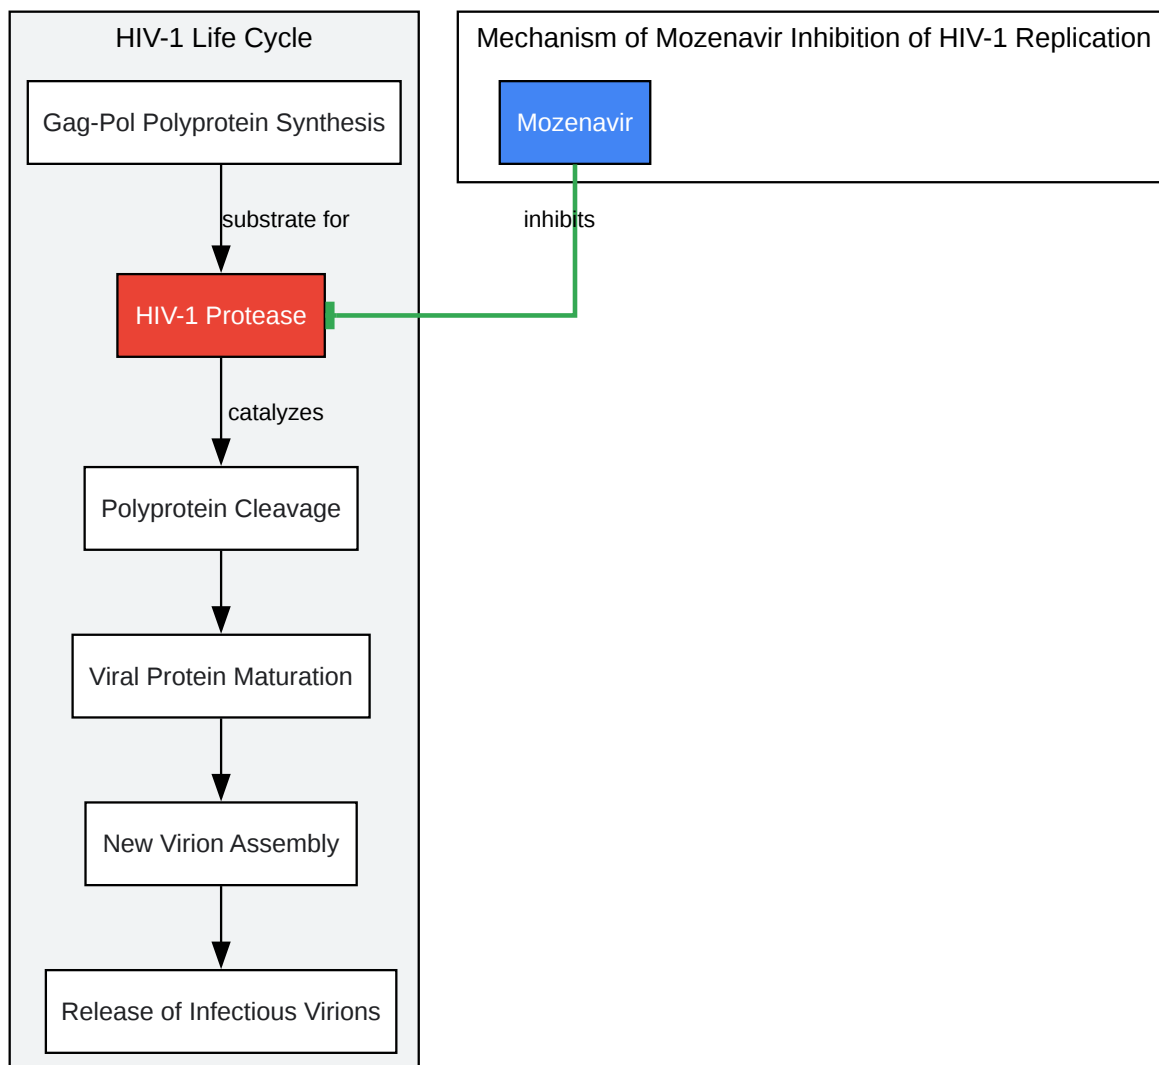 HIV-1 Life Cycle
Gag-Pol Polyprotein Synthesis
substrate for
HIV-1 Protease
catalyzes
Polyprotein Cleavage
Viral Protein Maturation
New Virion Assembly
Release of Infectious Virions
Mechanism of Mozenavir Inhibition of HIV-1 Replication
Mozenavir
inhibits